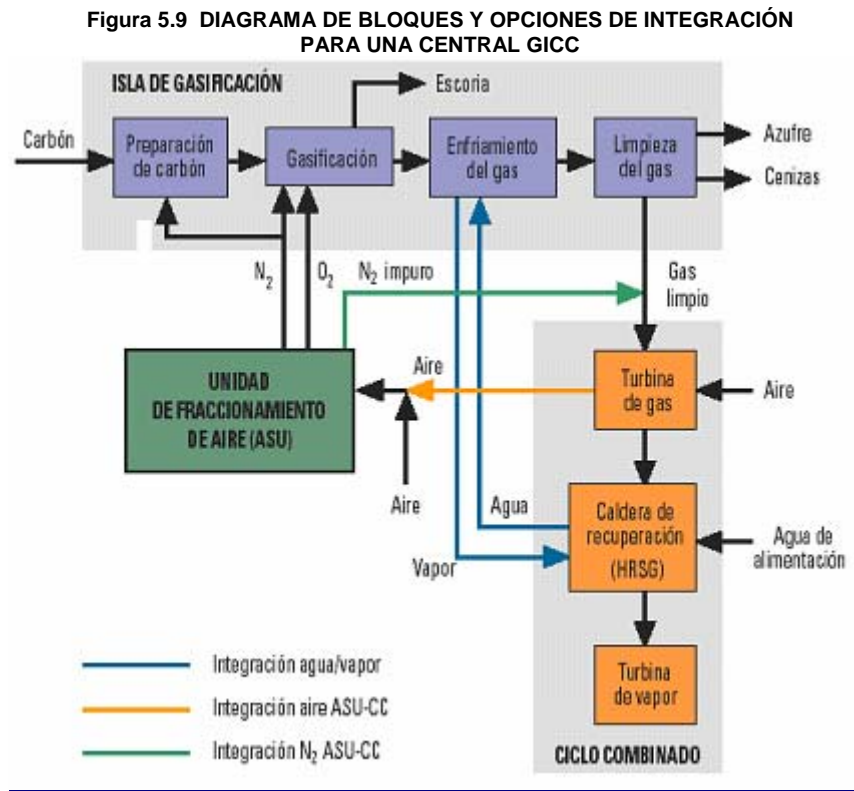 Figura 5.9 DIAGRAMA DE BLOQUES Y OPCIONES DE INTEGRACIÓN
PARA UNA CENTRAL GICC
ISLA DE GASIFICACIÓN
Escoria
Carbón
Preparación
de carbón
Gasificación
Enfriamiento
del gas
Limpieza
del gas
Azufre
Cenizas
N2
O2
N2 impuro
Gas
limpio
UNIDAD
DE FRACCIONAMIENTO
DE AIRE (ASU)
Aire
Aire
Turbina
de gas
Aire
Agua
Vapor
Caldera de
recuperación
(HRSG)
Agua de
alimentación
Turbina
de vapor
Integración agua/vapor
Integración aire ASU-CC
Integración N2 ASU-CC
CICLO COMBINADO